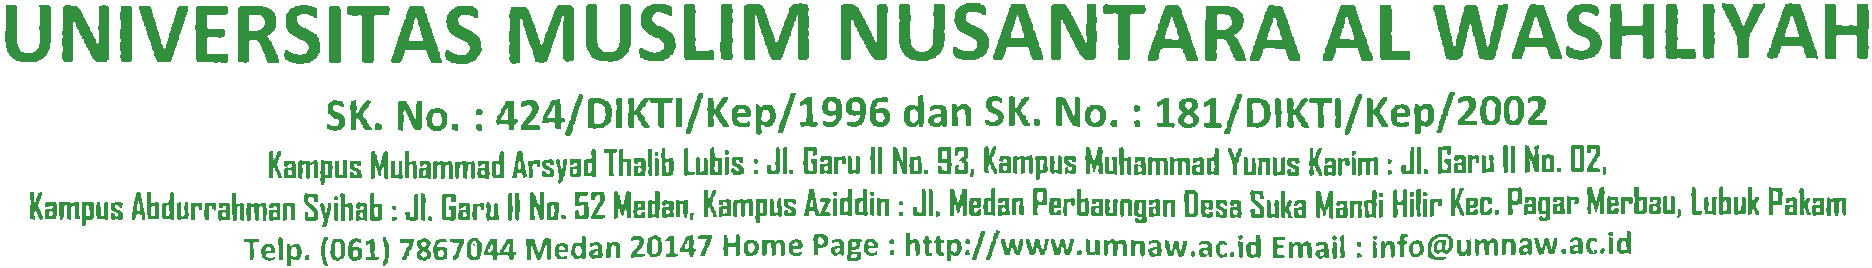 UNIVERSITAS MUSLIM NUSANTARA AL WASHLIYAH
SK. No. : 424/DIKTI/Kep/1996 dan SK. No. : 181/DIKTI/Kep/2002
Kampus Muhammad Arsyad Thalib Lubis : Jl. Garu II No. 93, Kampus Muhammad Yunus Karim : Jl. Garu II No. 02,
Kampus Abdurrahman Syihab : Jl. Garu II No. 52 Medan, Kampus Aziddin : Jl. Medan Perbaungan Desa Suka Mandi Hilir Kec. Pagar Merbau, Lubuk Pakam
Telp. (061) 7867044 Medan 20147 Home Page : http://www.umnaw.ac.id Email : info@umnaw.ac.id